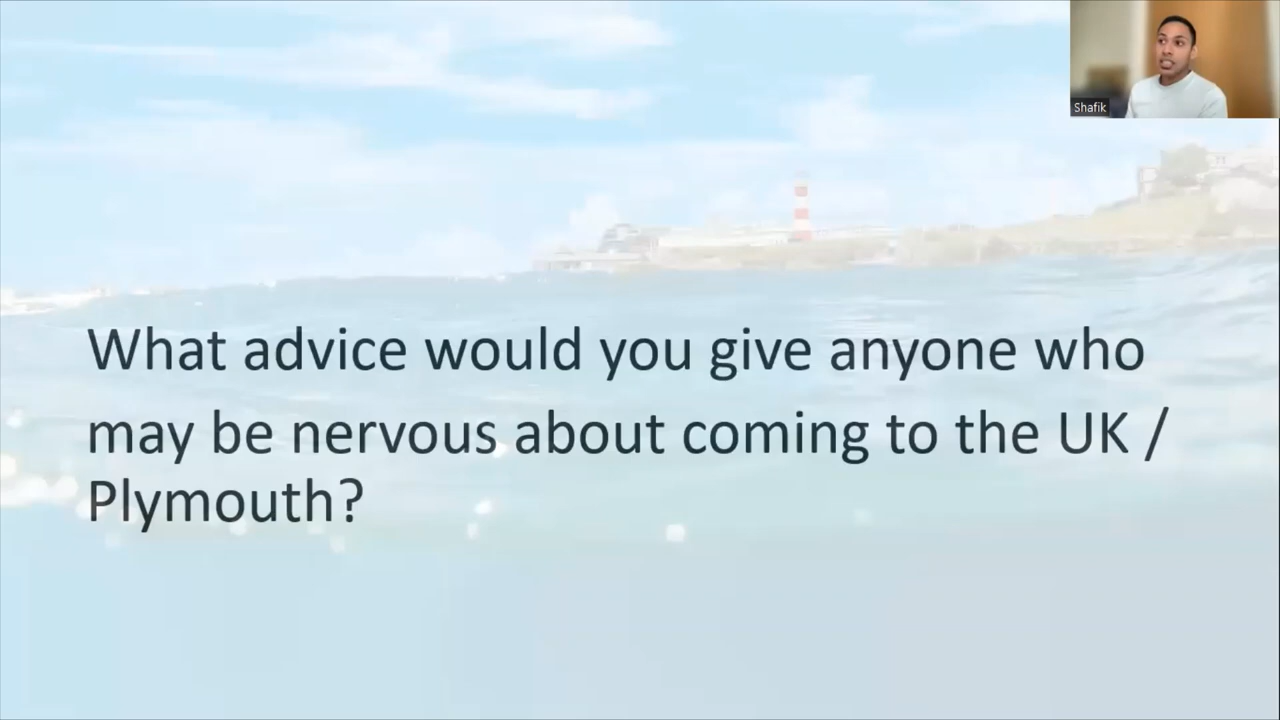 Shafik
What advice would you give anyone who
may be nervous about coming to the UK /
Plymouth?